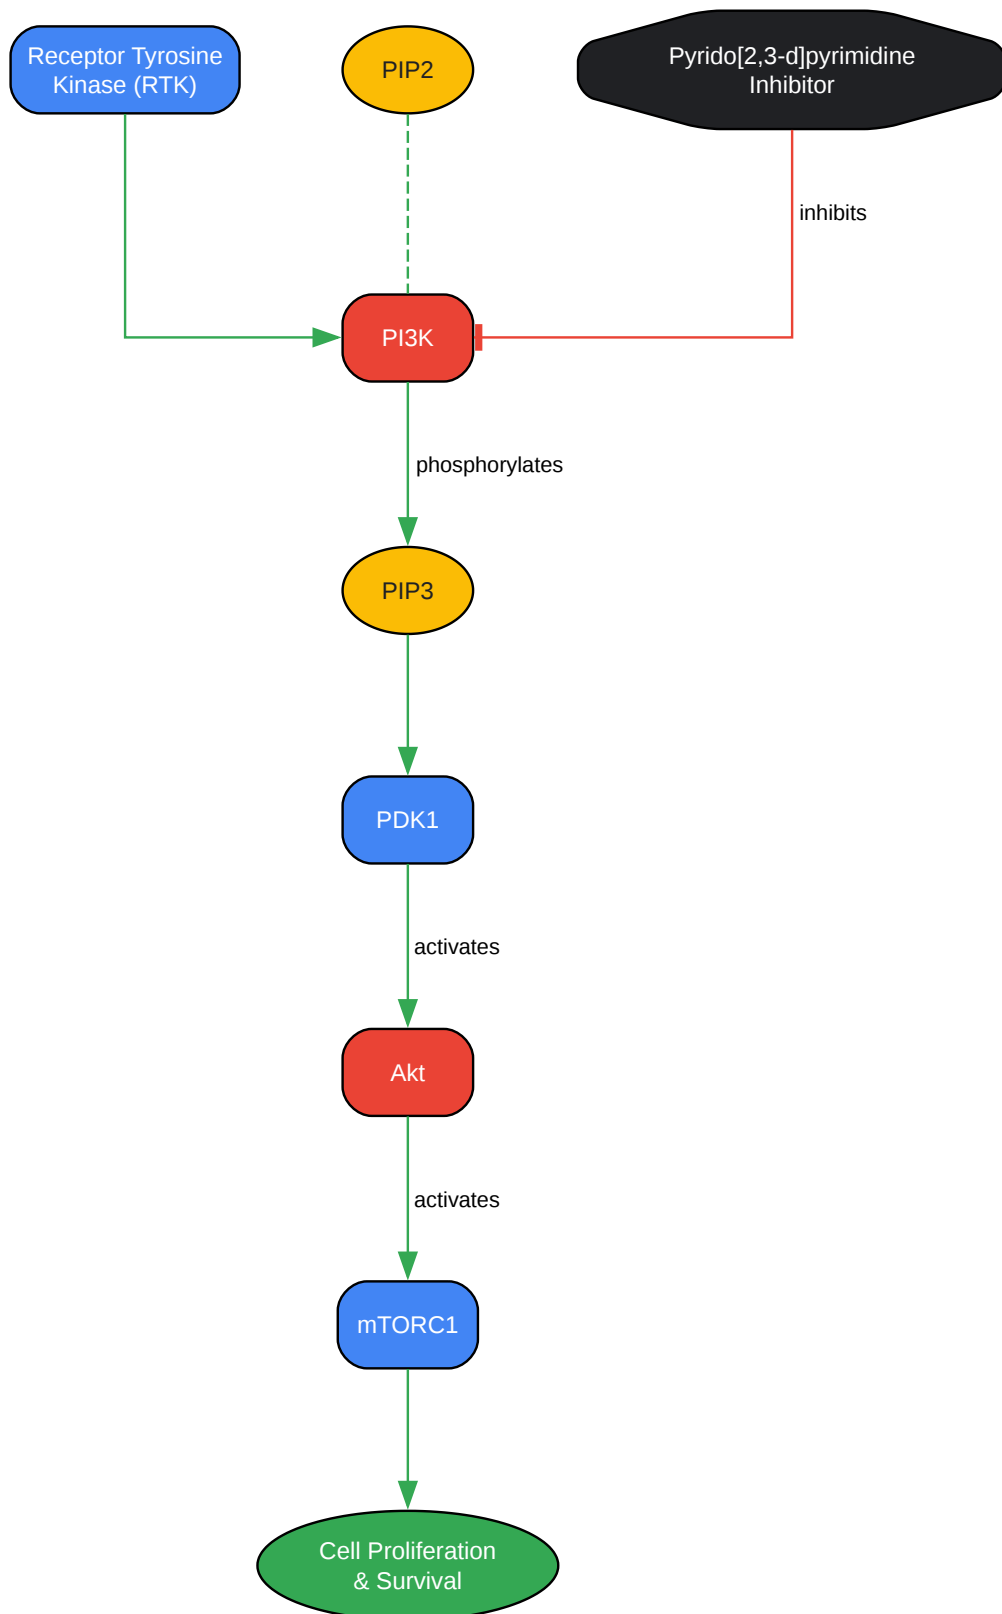 Receptor Tyrosine
Kinase (RTK)
PIP2
Pyrido[2,3-d]pyrimidine
Inhibitor
inhibits
PI3K
phosphorylates
PIP3
PDK1
activates
Akt
activates
mTORC1
Cell Proliferation
& Survival